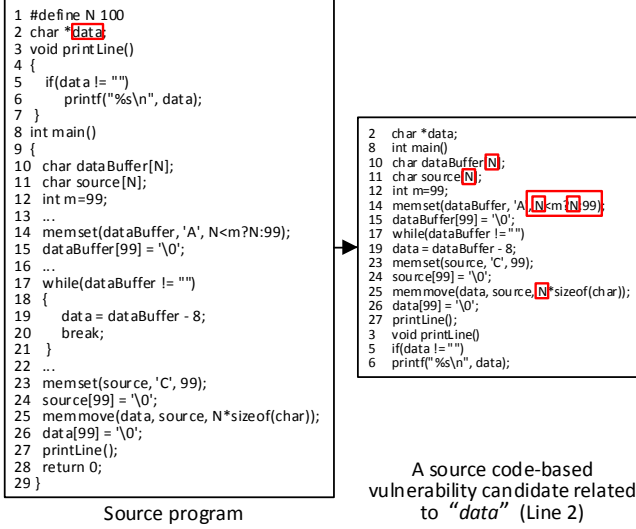 1 #define N 100
2 char *data;
3 void printLine()
4 {
5 if(data != "")
6 printf("%s\n", data);
7 }
8 int main()
9 {
10 char dataBuffer[N];
11 char source[N];
12 int m=99;
13 ...
14 memset(dataBuffer, 'A', N<m?N:99);
15 dataBuffer[99] = '\0';
16 ...
17 while(dataBuffer != "")
18 {
19 data = dataBuffer - 8;
20 break;
21 }
22 ...
23 memset(source, 'C', 99);
24 source[99] = '\0';
25 memmove(data, source, N*sizeof(char));
26 data[99] = '\0';
27 printLine();
28 return 0;
29 }
Source program
2 char *data;
8 int main()
10 char dataBuffer[N];
11 char source[N];
12 int m=99;
14 memset(dataBuffer, 'A', N<m?N:99);
15 dataBuffer[99] = '\0';
17 while(dataBuffer != "")
19 data = dataBuffer - 8;
23 memset(source, 'C', 99);
24 source[99] = '\0';
25 memmove(data, source, N*sizeof(char));
26 data[99] = '\0';
27 printLine();
3 void printLine()
5 if(data != "")
6 printf("%s\n", data);
A source code-based
vulnerability candidate related
to “data” (Line 2)